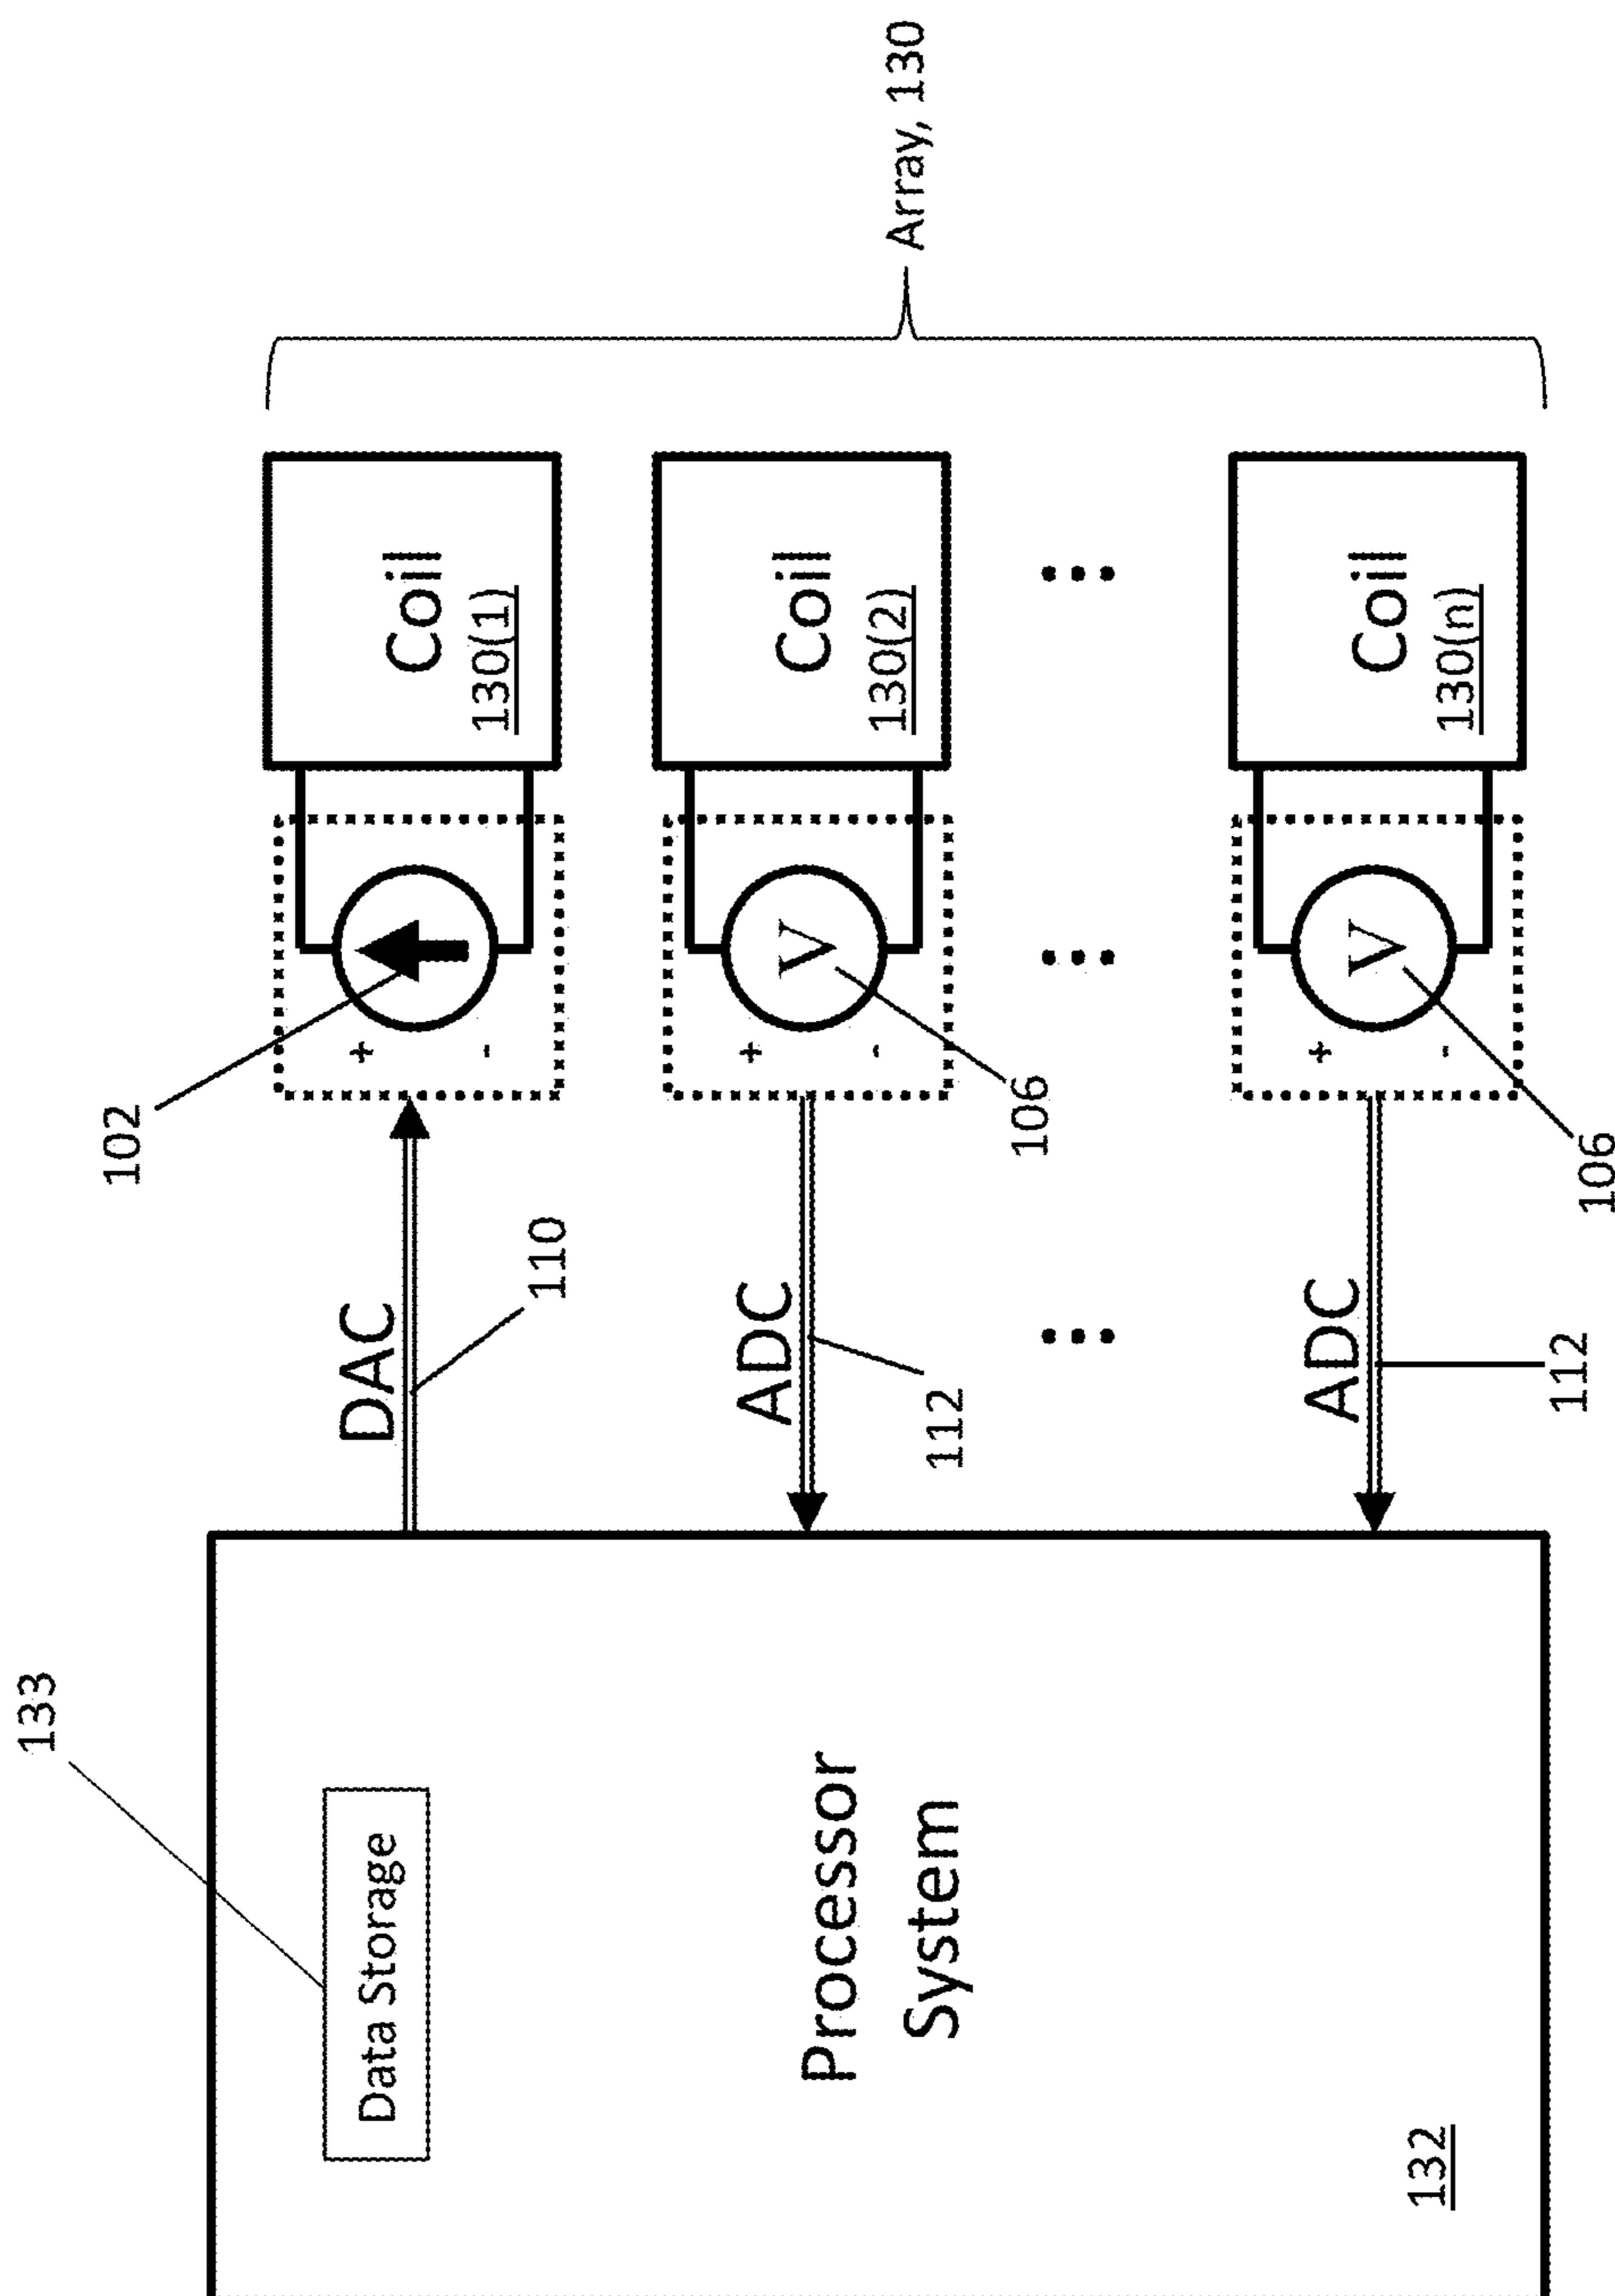 133
102
Data Storage
DAC
+
-
Coil
130(1)
110
Processor
System
ADC
+
-
Coil
130(2)
Array, 130
112
106
...
...
...
ADC
+
-
Coil
130(n)
132
112
106